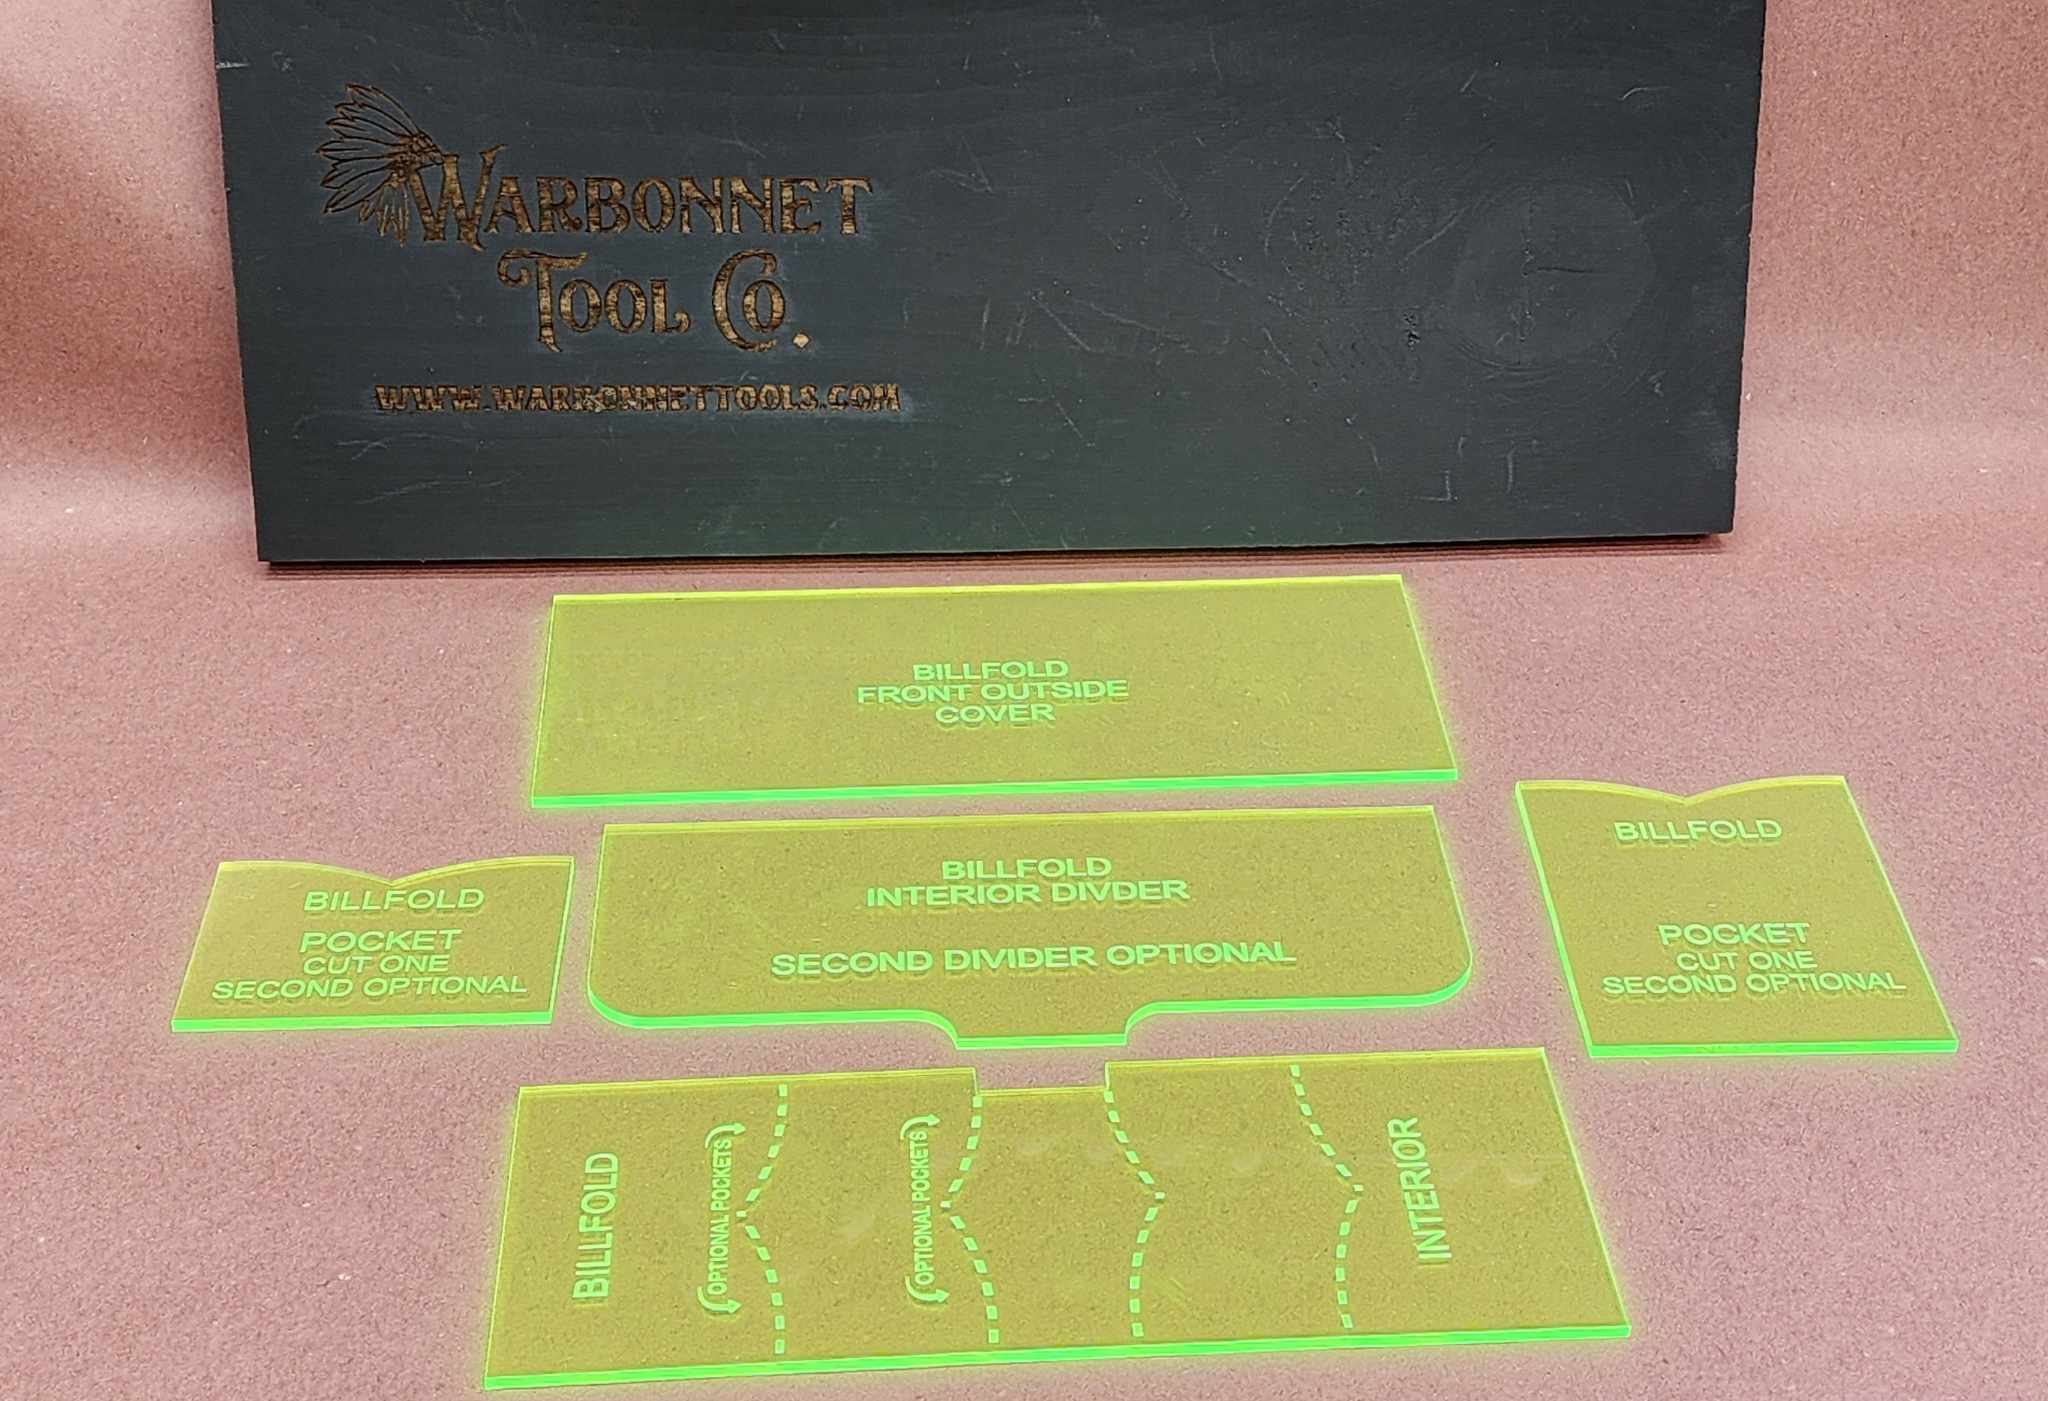 WARBONNET
TOOL CO.
WWW.WARBONNETTOOLS.COM
BILLFOLD
FRONT OUTSIDE
COVER
BILLFOLD
POCKET
CUT ONE
SECOND OPTIONAL
BILLFOLD
INTERIOR DIVDER
SECOND DIVIDER OPTIONAL
BILLFOLD
POCKET
CUT ONE
SECOND OPTIONAL
BILLFOLD
OPTIONAL POCKETS
OPTIONAL POCKETS
INTERIOR